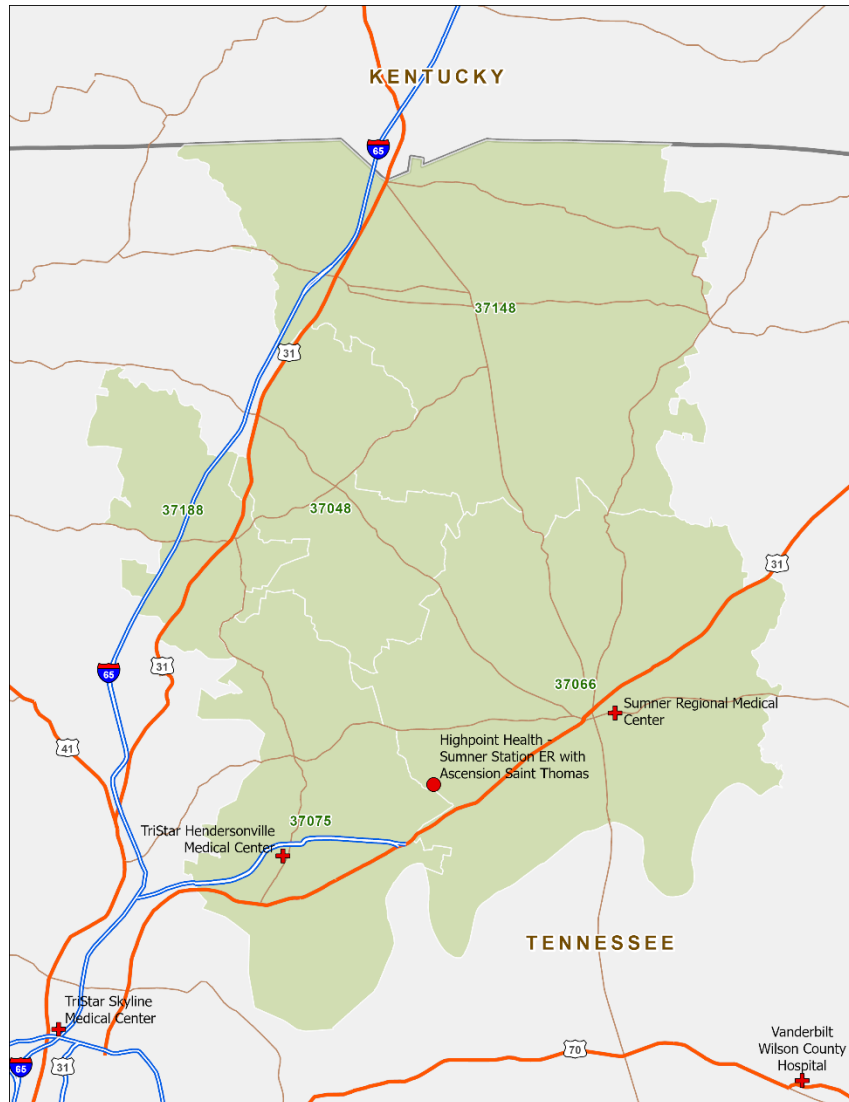 KENTUCKY
65
37148
31
37188
37048
31
31
65
37066
Sumner Regional Medical
Center
41
Highpoint Health -
Sumner Station ER with
Ascension Saint Thomas
37075
TriStar Hendersonville
Medical Center
TENNESSEE
TriStar Skyline
Medical Center
Vanderbilt
Wilson County
Hospital
70
65
31